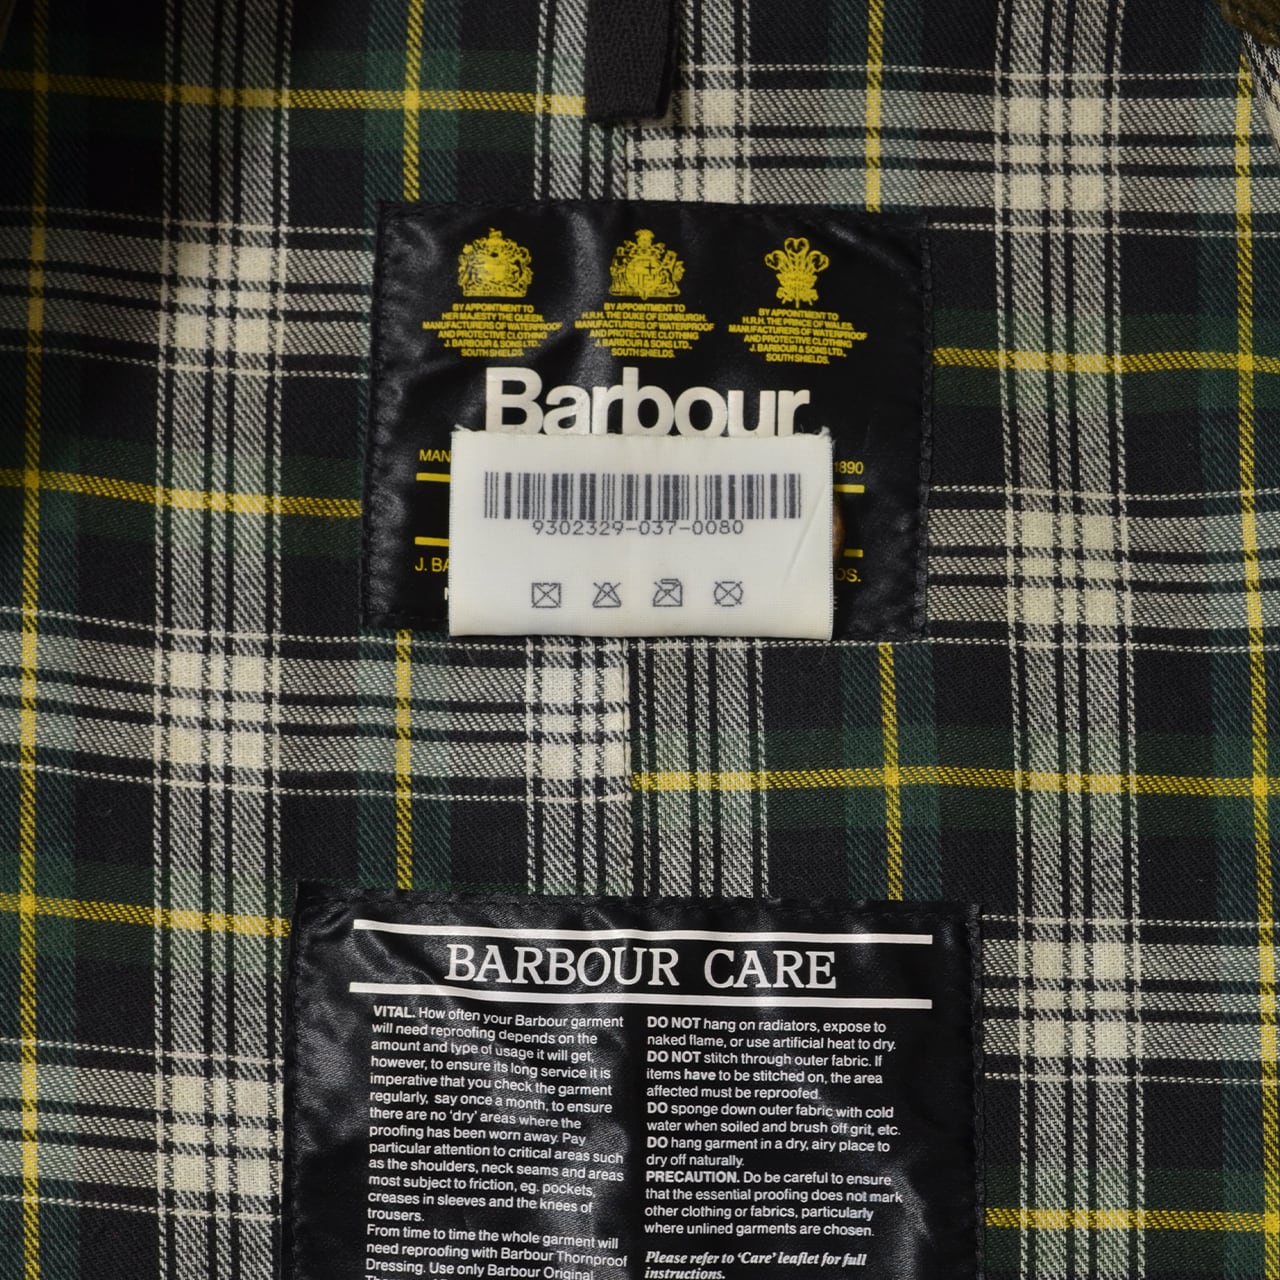 BY APPOINTMENT TO
HER MAJESTY THE QUEEN
MANUFACTURERS OF WATERPROOF
AND PROTECTIVE CLOTHING
J. BARBOUR & SONS LTD.
SOUTH SHIELDS.
BY APPOINTMENT TO
H.R.H. THE DUKE OF EDINBURGH
MANUFACTURERS OF WATERPROOF
AND PROTECTIVE CLOTHING
J. BARBOUR & SONS LTD.,
SOUTH SHIELDS.
BY APPOINTMENT TO
H.R.H. THE PRINCE OF WALES,
MANUFACTURERS OF WATERPROOF
AND PROTECTIVE CLOTHING
J. BARBOUR & SONS LTD.,
SOUTH SHIELDS.
Barbour
MAN 1890
9302329-037-0080
J. BA DS.
BARBOUR CARE
VITAL. How often your Barbour garment
will need reproofing depends on the
amount and type of usage it will get,
however, to ensure its long service it is
imperative that you check the garment
regularly, say once a month, to ensure
there are no 'dry' areas where the
proofing has been worn away. Pay
particular attention to critical areas such
as the shoulders, neck seams and areas
most subject to friction, eg. pockets,
creases in sleeves and the knees of
trousers.
From time to time the whole garment will
need reproofing with Barbour Thornproof
Dressing. Use only Barbour Original
DO NOT hang on radiators, expose to
naked flame, or use artificial heat to dry.
DO NOT stitch through outer fabric. If
items have to be stitched on, the area
affected must be reproofed.
DO sponge down outer fabric with cold
water when soiled and brush off grit, etc.
DO hang garment in a dry, airy place to
dry off naturally.
PRECAUTION. Do be careful to ensure
that the essential proofing does not mark
other clothing or fabrics, particularly
where unlined garments are chosen.
Please refer to 'Care' leaflet for full
instructions.